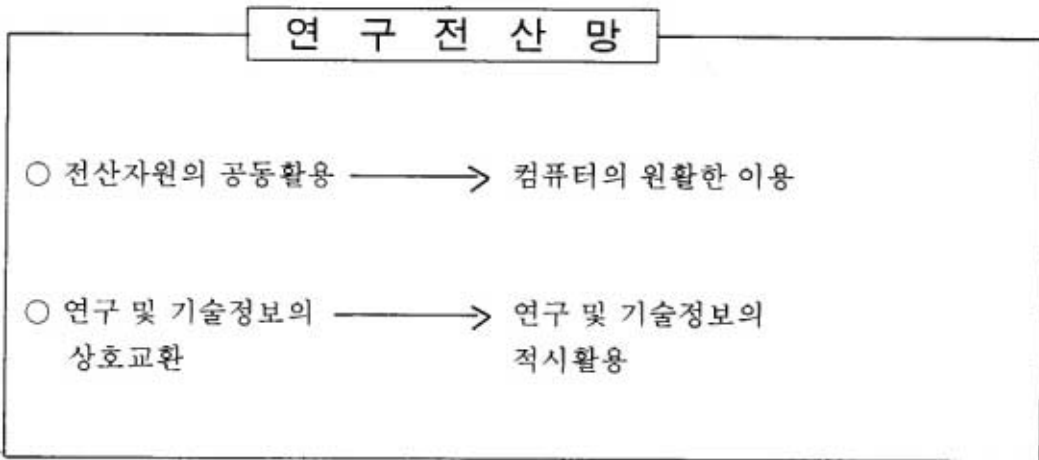 연 구 전 산 망
○ 전산자원의 공동활용 ⟶ 컴퓨터의 원활한 이용
○ 연구 및 기술정보의 ⟶ 연구 및 기술정보의
상호교환 적시활용